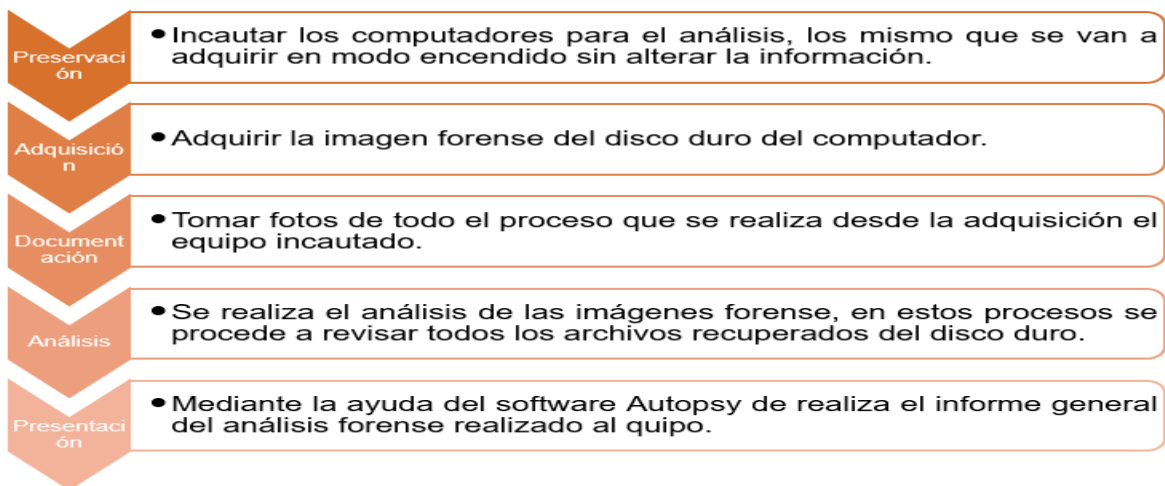 Preservaci
ón
• Incautar los computadores para el análisis, los mismo que se van a
adquirir en modo encendido sin alterar la información.
Adquisició
n
• Adquirir la imagen forense del disco duro del computador.
Document
ación
• Tomar fotos de todo el proceso que se realiza desde la adquisición el
equipo incautado.
Análisis
• Se realiza el análisis de las imágenes forense, en estos procesos se
procede a revisar todos los archivos recuperados del disco duro.
Presentaci
ón
• Mediante la ayuda del software Autopsy de realiza el informe general
del análisis forense realizado al quipo.